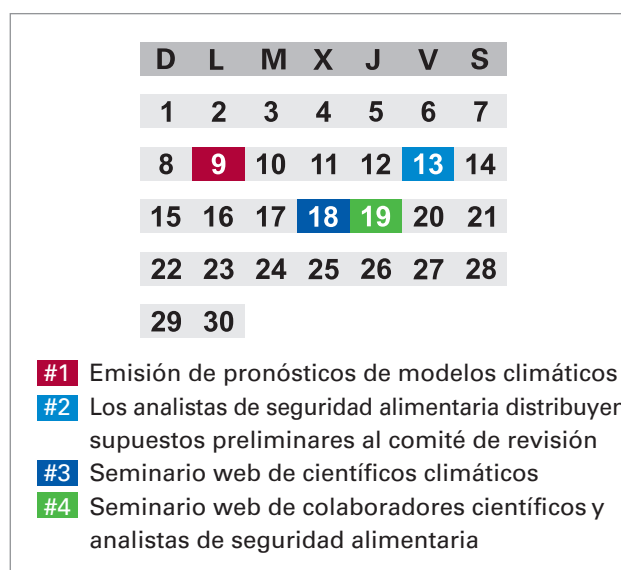 D L M X J V S
1 2 3 4 5 6 7
8 9 10 11 12 13 14
15 16 17 18 19 20 21
22 23 24 25 26 27 28
29 30
#1 Emisión de pronósticos de modelos climáticos
#2 Los analistas de seguridad alimentaria distribuyen
supuestos preliminares al comité de revisión
#3 Seminario web de científicos climáticos
#4 Seminario web de colaboradores científicos y
analistas de seguridad alimentaria